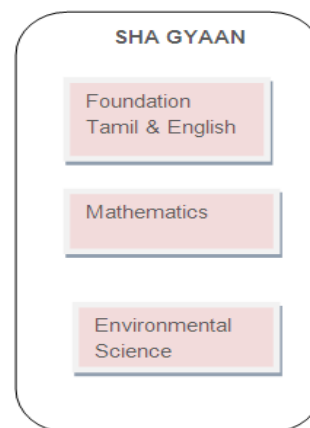 SHA GYAAN
Foundation
Tamil & English
Mathematics
Environmental
Science